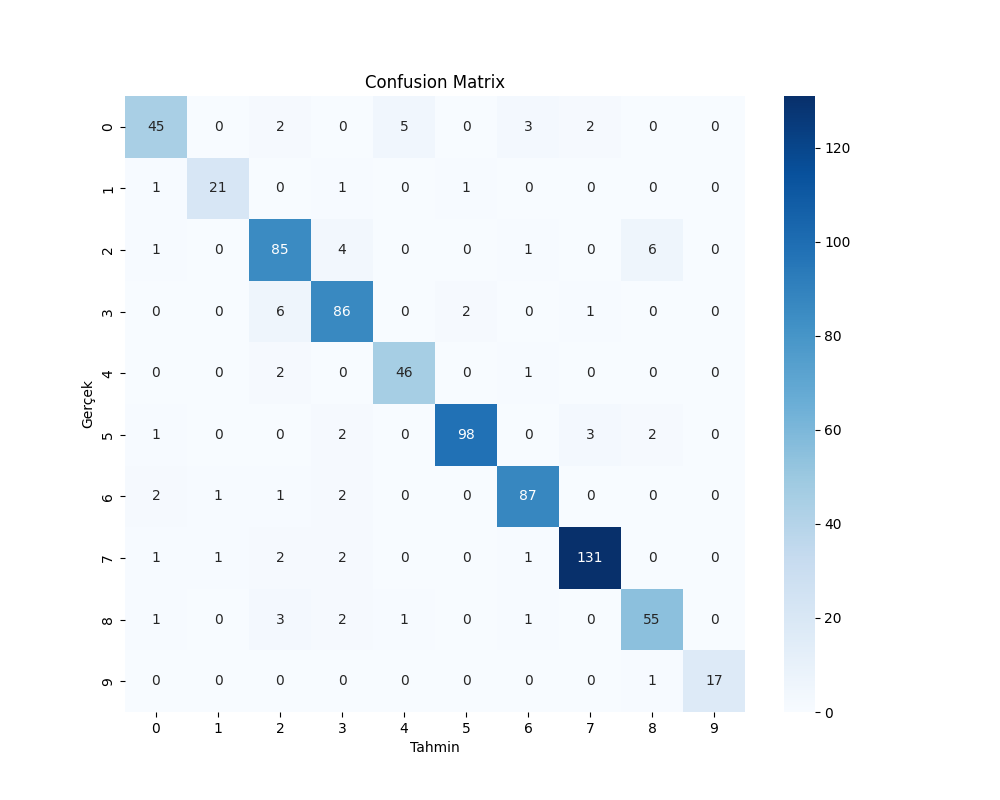 Confusion Matrix
0 45 0 2 0 5 0 3 2 0 0
1 1 21 0 1 0 1 0 0 0 0
2 1 0 85 4 0 0 1 0 6 0
3 0 0 6 86 0 2 0 1 0 0
4 0 0 2 0 46 0 1 0 0 0
5 1 0 0 2 0 98 0 3 2 0
6 2 1 1 2 0 0 87 0 0 0
7 1 1 2 2 0 0 1 131 0 0
8 1 0 3 2 1 0 1 0 55 0
9 0 0 0 0 0 0 0 0 1 17
0 1 2 3 4 5 6 7 8 9
Tahmin
Gerçek
120
100
80
60
40
20
0